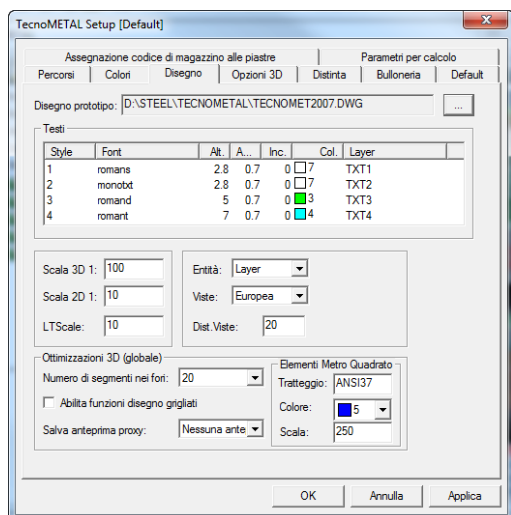 TecnoMETAL Setup [Default]
Assegnazione codice di magazzino alle piastre Parametri per calcolo
Percorsi Colori Disegno Opzioni 3D Distinta Bulloneria Default
Disegno prototipo: D:\STEEL\TECNOMETAL\TECNOMET2007.DWG ...
Testi
Style Font Alt. A... Inc. Col. Layer
1 romans 2.8 0.7 0 7 TXT1
2 monotxt 2.8 0.7 0 7 TXT2
3 romand 5 0.7 0 3 TXT3
4 romant 7 0.7 0 4 TXT4
Scala 3D 1: 100 Entità: Layer
Scala 2D 1: 10 Viste: Europea
LTScale: 10 Dist.Viste: 20
Ottimizzazioni 3D (globale) Elementi Metro Quadrato
Numero di segmenti nei fori: 20 Tratteggio: ANSI37
Abilita funzioni disegno grigliati Colore: 5
Salva anteprima proxy: Nessuna ante Scala: 250
OK Annulla Applica